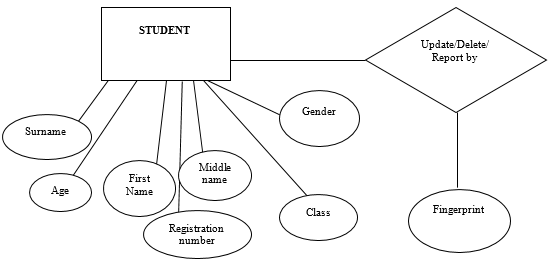 STUDENT
Update/Delete/
Report by
Gender
Surname
Middle
name
First
Name
Age
Class
Fingerprint
Registration
number